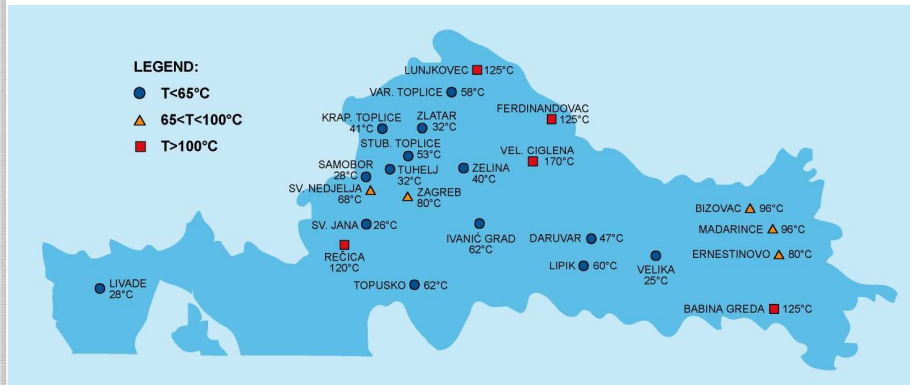 LEGEND:
T<65°C
65<T<100°C
T>100°C
LUNJKOVEC 125°C
VAR. TOPLICE 58°C
FERDINANDOVAC
125°C
KRAP. TOPLICE
41°C
ZLATAR
32°C
STUB. TOPLICE
53°C
VEL. CIGLENA
170°C
SAMOBOR
28°C
TUHELJ
32°C
ZELINA
40°C
SV. NEDJELJA
68°C
ZAGREB
80°C
BIZOVAC 96°C
SV. JANA 26°C
IVANIĆ GRAD
62°C
DARUVAR 47°C
MADARINCE 96°C
REČICA
120°C
LIPIK 60°C
VELIKA
25°C
ERNESTINOVO 80°C
LIVADE
28°C
TOPUSKO 62°C
BABINA GREDA 125°C